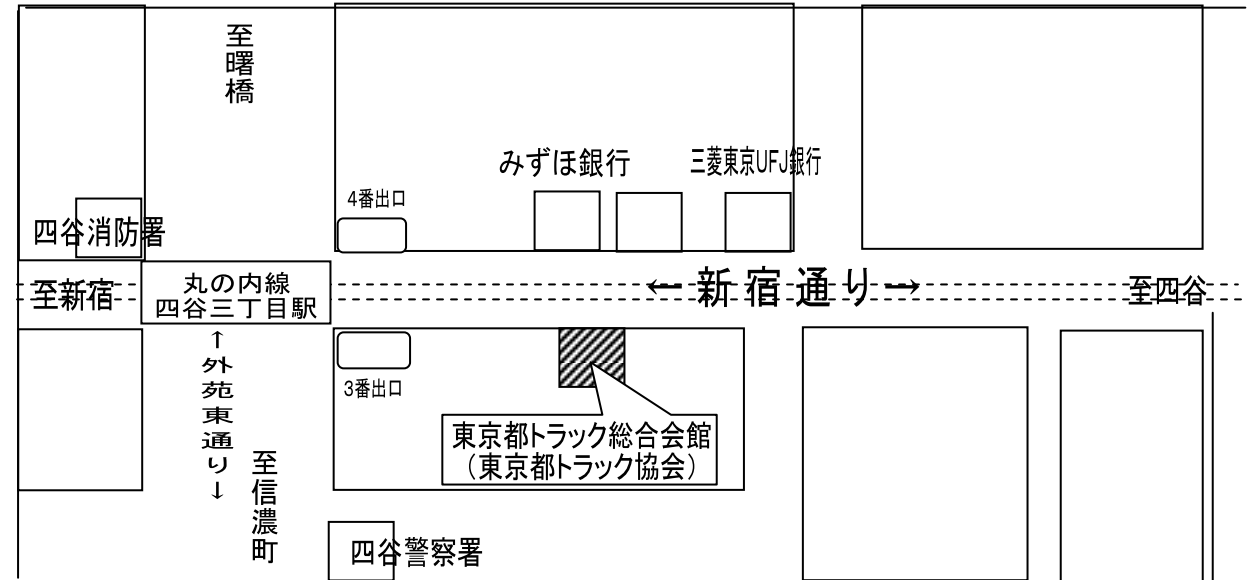 至曙橋
みずほ銀行
三菱東京UFJ銀行
4番出口
四谷消防署
至新宿
丸の内線
四谷三丁目駅
←新宿通り→
至四谷
↑外苑東通り↓
3番出口
東京都トラック総合会館
（東京都トラック協会）
至信濃町
四谷警察署